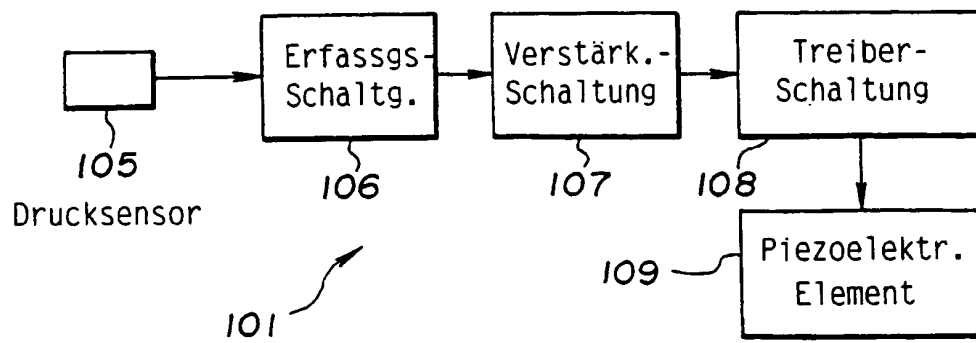 Erfassgs-
Schaltg.
Verstärk.-
Schaltung
Treiber-
Schaltung
105
Drucksensor
106
107
108
109
Piezoelektr.
Element
101